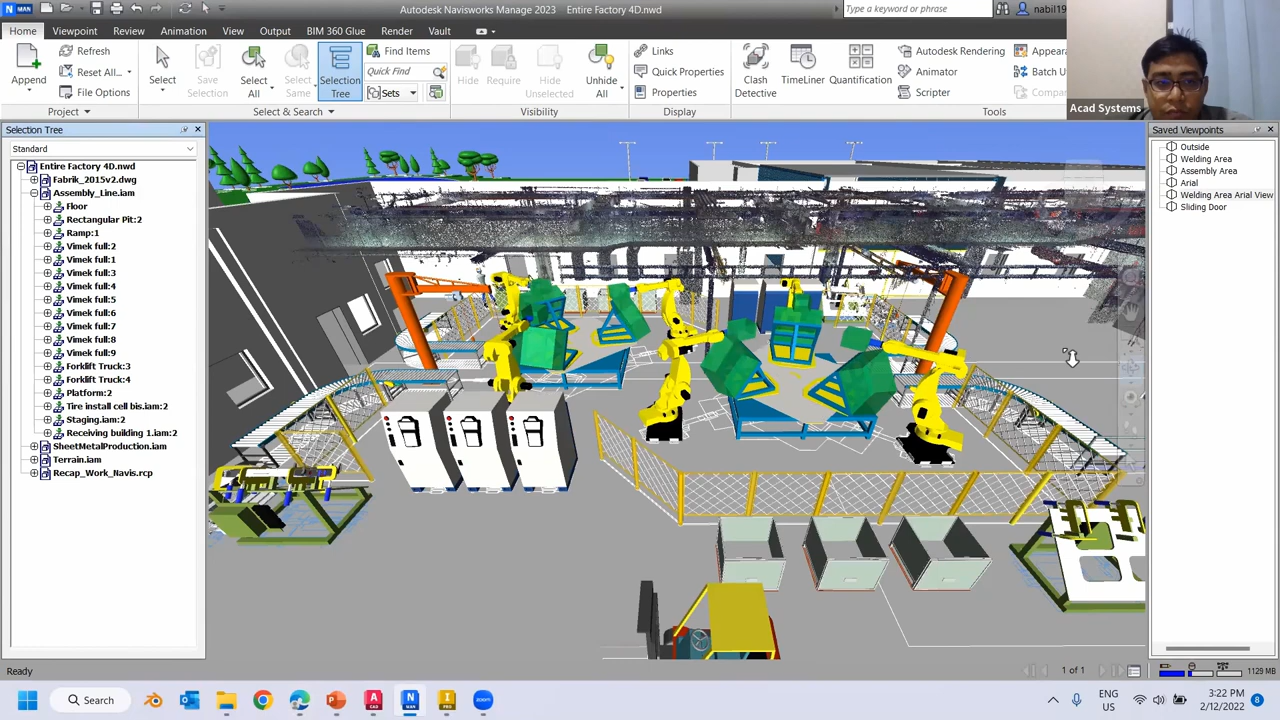 MAN
Autodesk Navisworks Manage 2023 Entire Factory 4D.nwd
Type a keyword or phrase
nabil19
Home Viewpoint Review Animation View Output BIM 360 Glue Render Vault
Append
Refresh
Reset All...
File Options
Project
Select
Save Selection
Select All
Select Same
Selection Tree
Find Items
Quick Find
Sets
Select & Search
Hide
Require
Hide Unselected
Unhide All
Visibility
Links
Quick Properties
Properties
Display
Clash Detective
TimeLiner
Quantification
Autodesk Rendering
Animator
Scripter
Appea
Batch U
Compa
Tools
Acad Systems
Selection Tree
Standard
Entire Factory 4D.nwd
Fabrik_2015v2.dwg
Assembly_Line.iam
Floor
Rectangular Pit:2
Ramp:1
Vimek full:2
Vimek full:1
Vimek full:3
Vimek full:4
Vimek full:5
Vimek full:6
Vimek full:7
Vimek full:8
Vimek full:9
Forklift Truck:3
Forklift Truck:4
Platform:2
Tire install cell bis.iam:2
Staging.iam:2
Receiving building 1.iam:2
SheetMetalProduction.iam
Terrain.iam
Recap_Work_Navis.rcp
Saved Viewpoints
Outside
Welding Area
Assembly Area
Arial
Welding Area Arial View
Sliding Door
Ready
1 of 1
1129 MB
Search
ENG
US
3:22 PM
2/12/2022
8